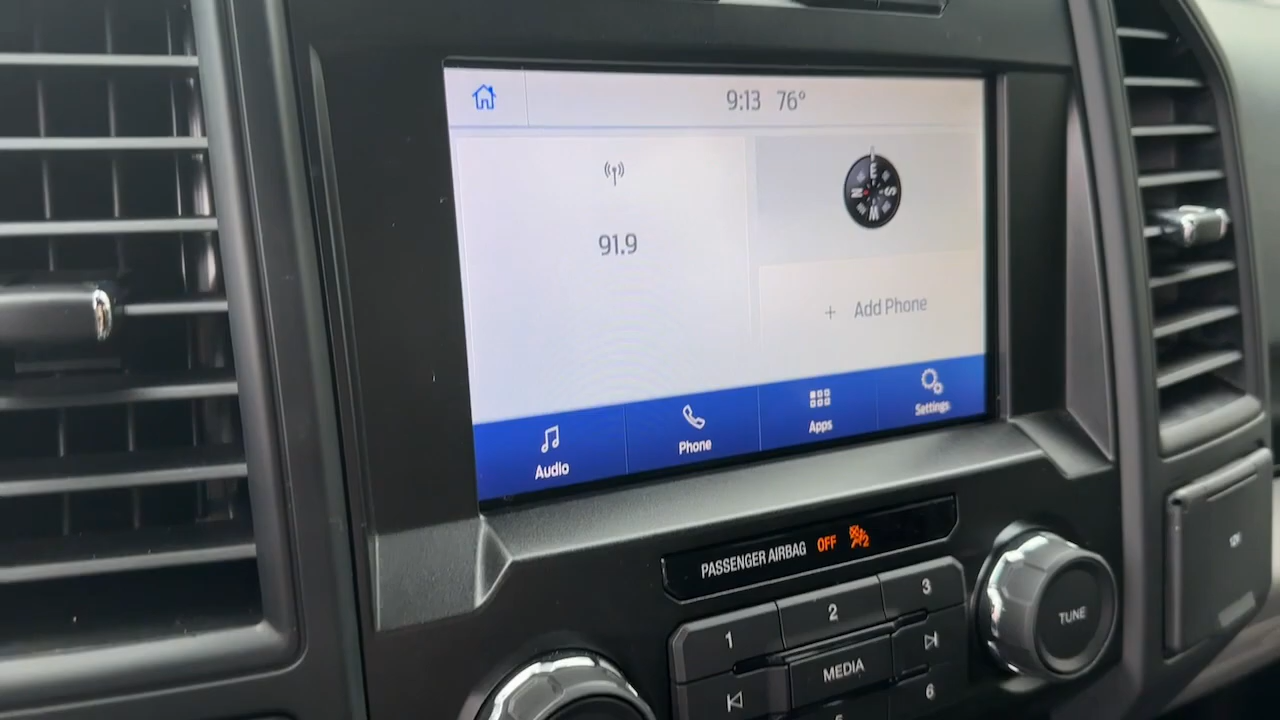 9:13 76°
91.9
E
N
S
W
+ Add Phone
Audio
Phone
Apps
Settings
PASSENGER AIRBAG OFF
2
1
2
3
MEDIA
6
TUNE